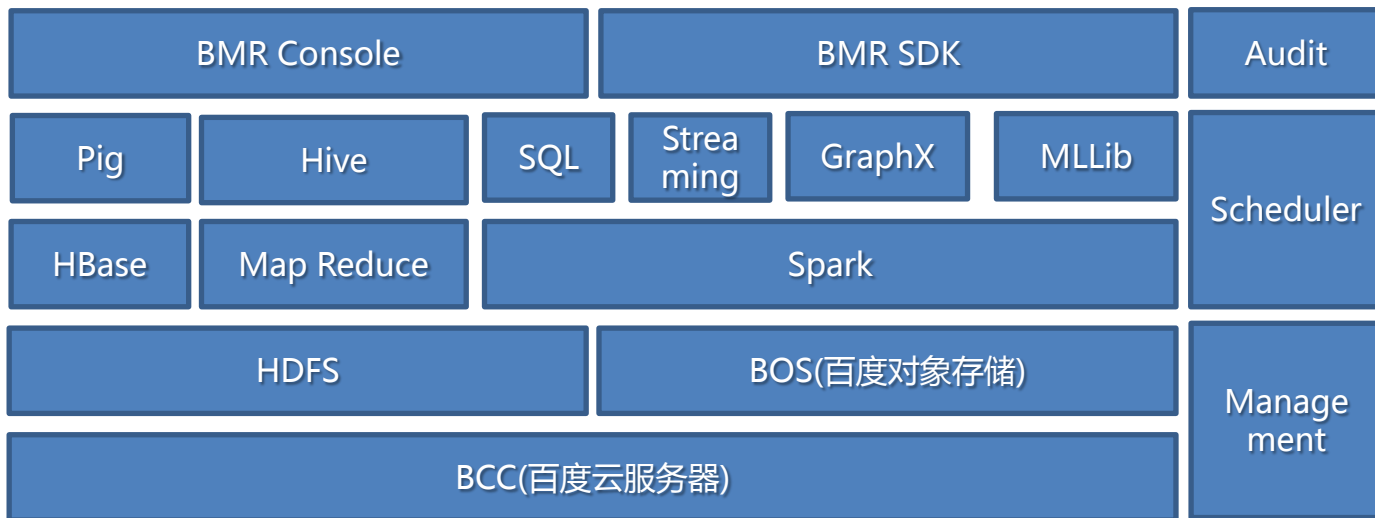 BMR Console
BMR SDK
Audit
Pig
Hive
SQL
Strea
ming
GraphX
MLLib
Scheduler
HBase
Map Reduce
Spark
HDFS
BOS(百度对象存储)
Manage
ment
BCC(百度云服务器)